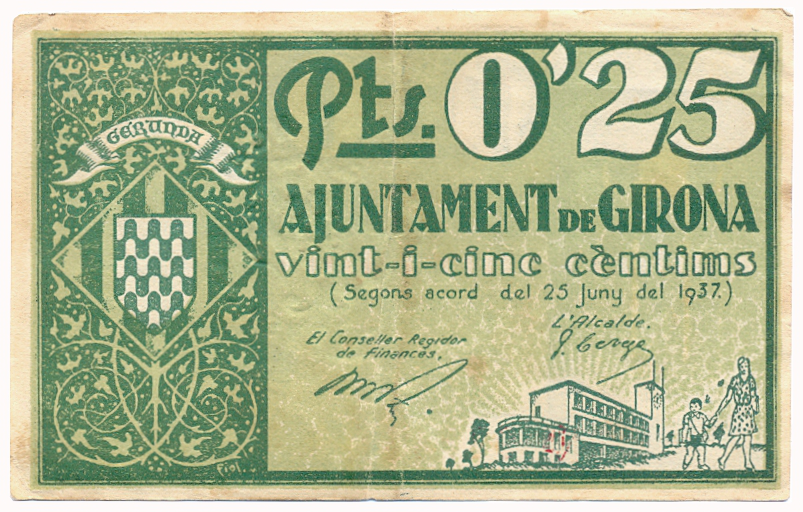 GERUNDA
Pts. 0'25
AJUNTAMENT DE GIRONA
vint-i-cinc cèntims
(Segons acord del 25 Juny del 1937.)
L'Alcalde.
El Conseller Regidor
de Finances.